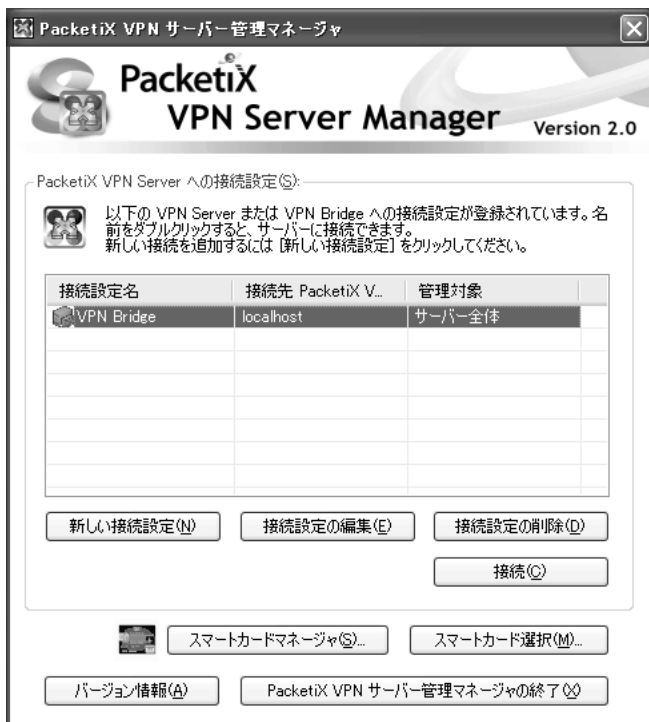 PacketiX VPN サーバー管理マネージャ
PacketiX
VPN Server Manager
Version 2.0
PacketiX VPN Server への接続設定(S):
以下の VPN Server または VPN Bridge への接続設定が登録されています。名
前をダブルクリックすると、サーバーに接続できます。
新しい接続を追加するには [新しい接続設定] をクリックしてください。
接続設定名 接続先 PacketiX V... 管理対象
VPN Bridge localhost サーバー全体
新しい接続設定(N) 接続設定の編集(E) 接続設定の削除(D)
接続(C)
スマートカードマネージャ(S)... スマートカード選択(M)...
バージョン情報(A) PacketiX VPN サーバー管理マネージャの終了(X)